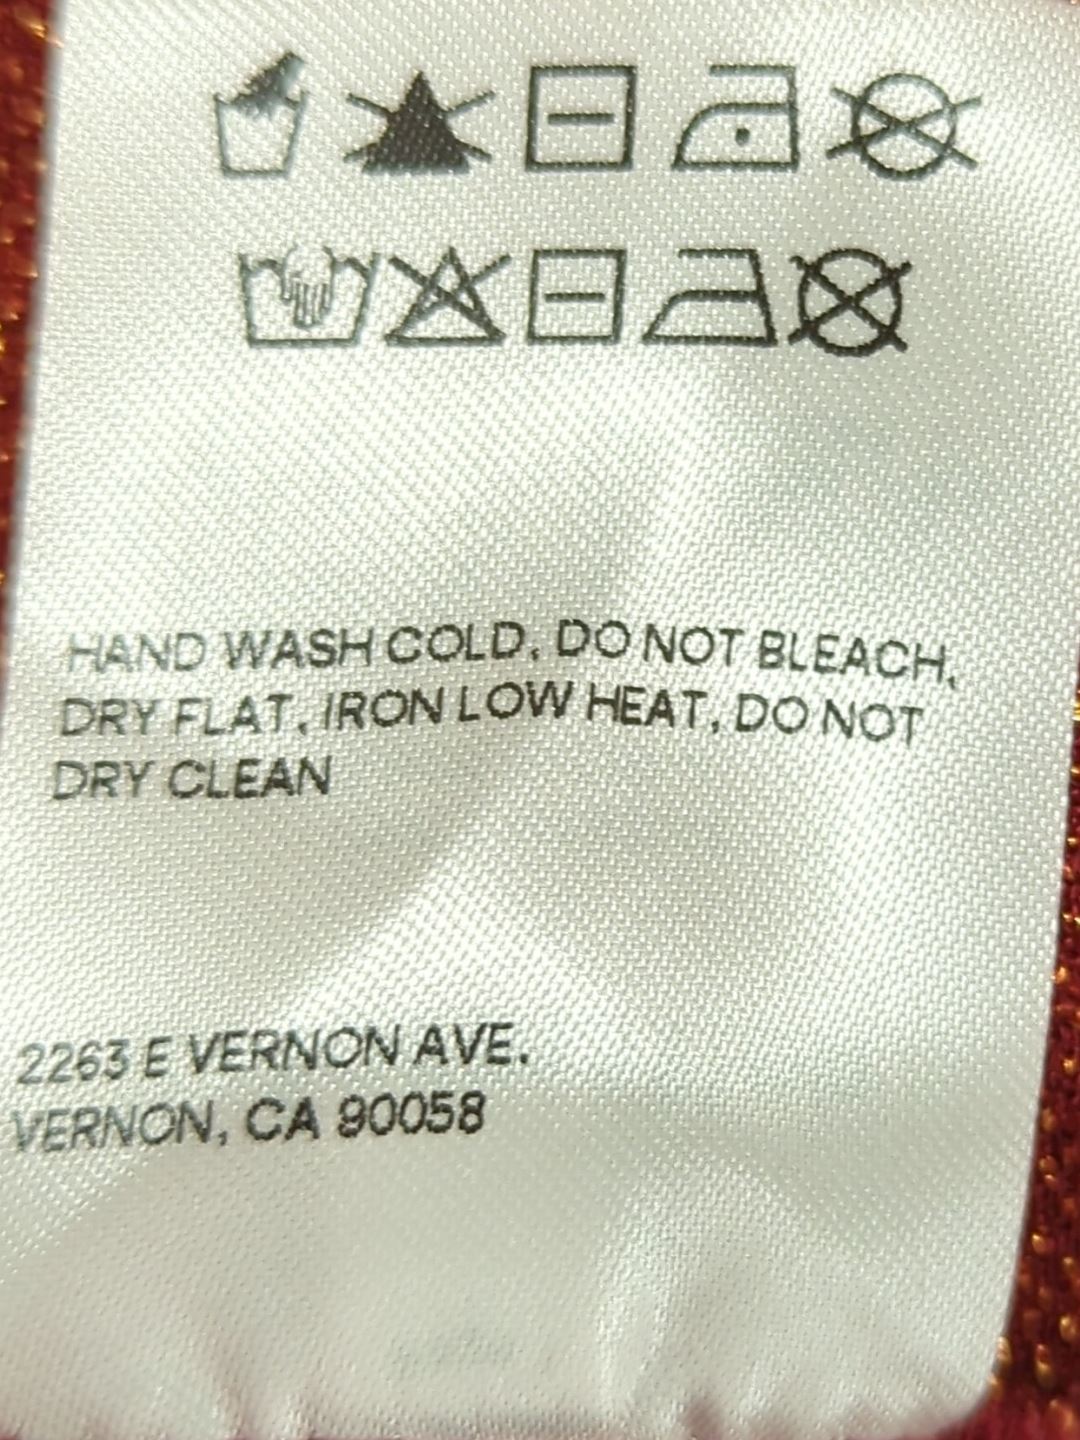 HAND WASH COLD, DO NOT BLEACH,
DRY FLAT, IRON LOW HEAT, DO NOT
DRY CLEAN
2263 E VERNON AVE.
VERNON, CA 90058